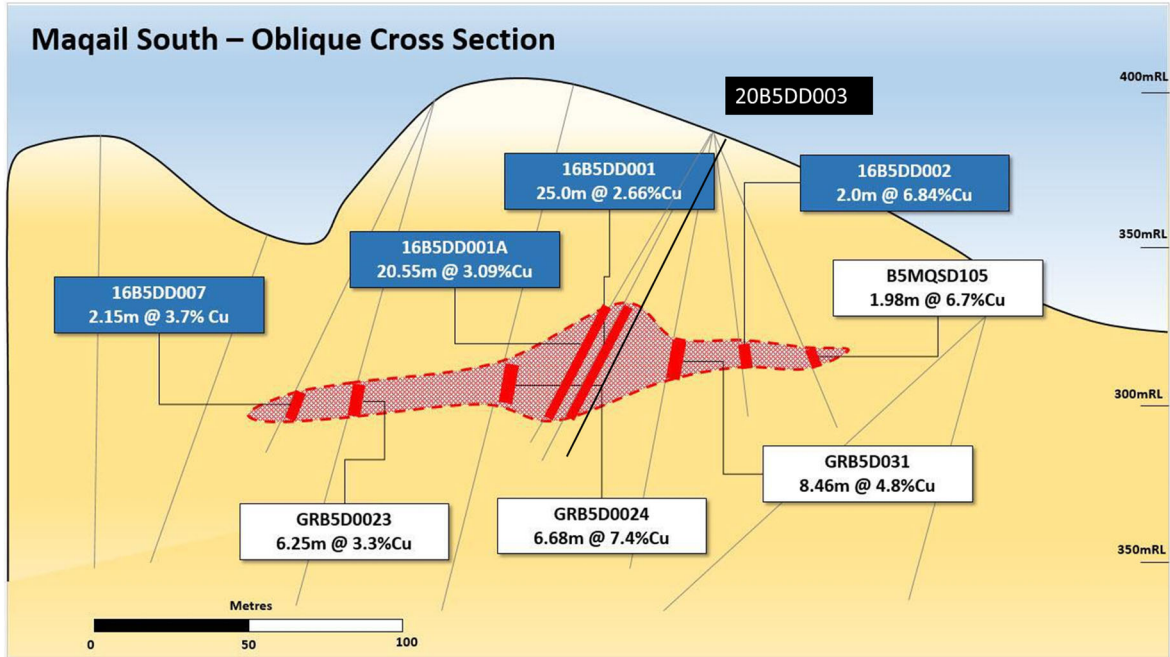 Maqail South – Oblique Cross Section
400mRL
20B5DD003
16B5DD001
25.0m @ 2.66%Cu
16B5DD002
2.0m @ 6.84%Cu
350mRL
16B5DD001A
20.55m @ 3.09%Cu
B5MQSD105
1.98m @ 6.7%Cu
16B5DD007
2.15m @ 3.7% Cu
300mRL
GRB5D031
8.46m @ 4.8%Cu
GRB5D0023
6.25m @ 3.3%Cu
GRB5D0024
6.68m @ 7.4%Cu
350mRL
Metres
0 50 100